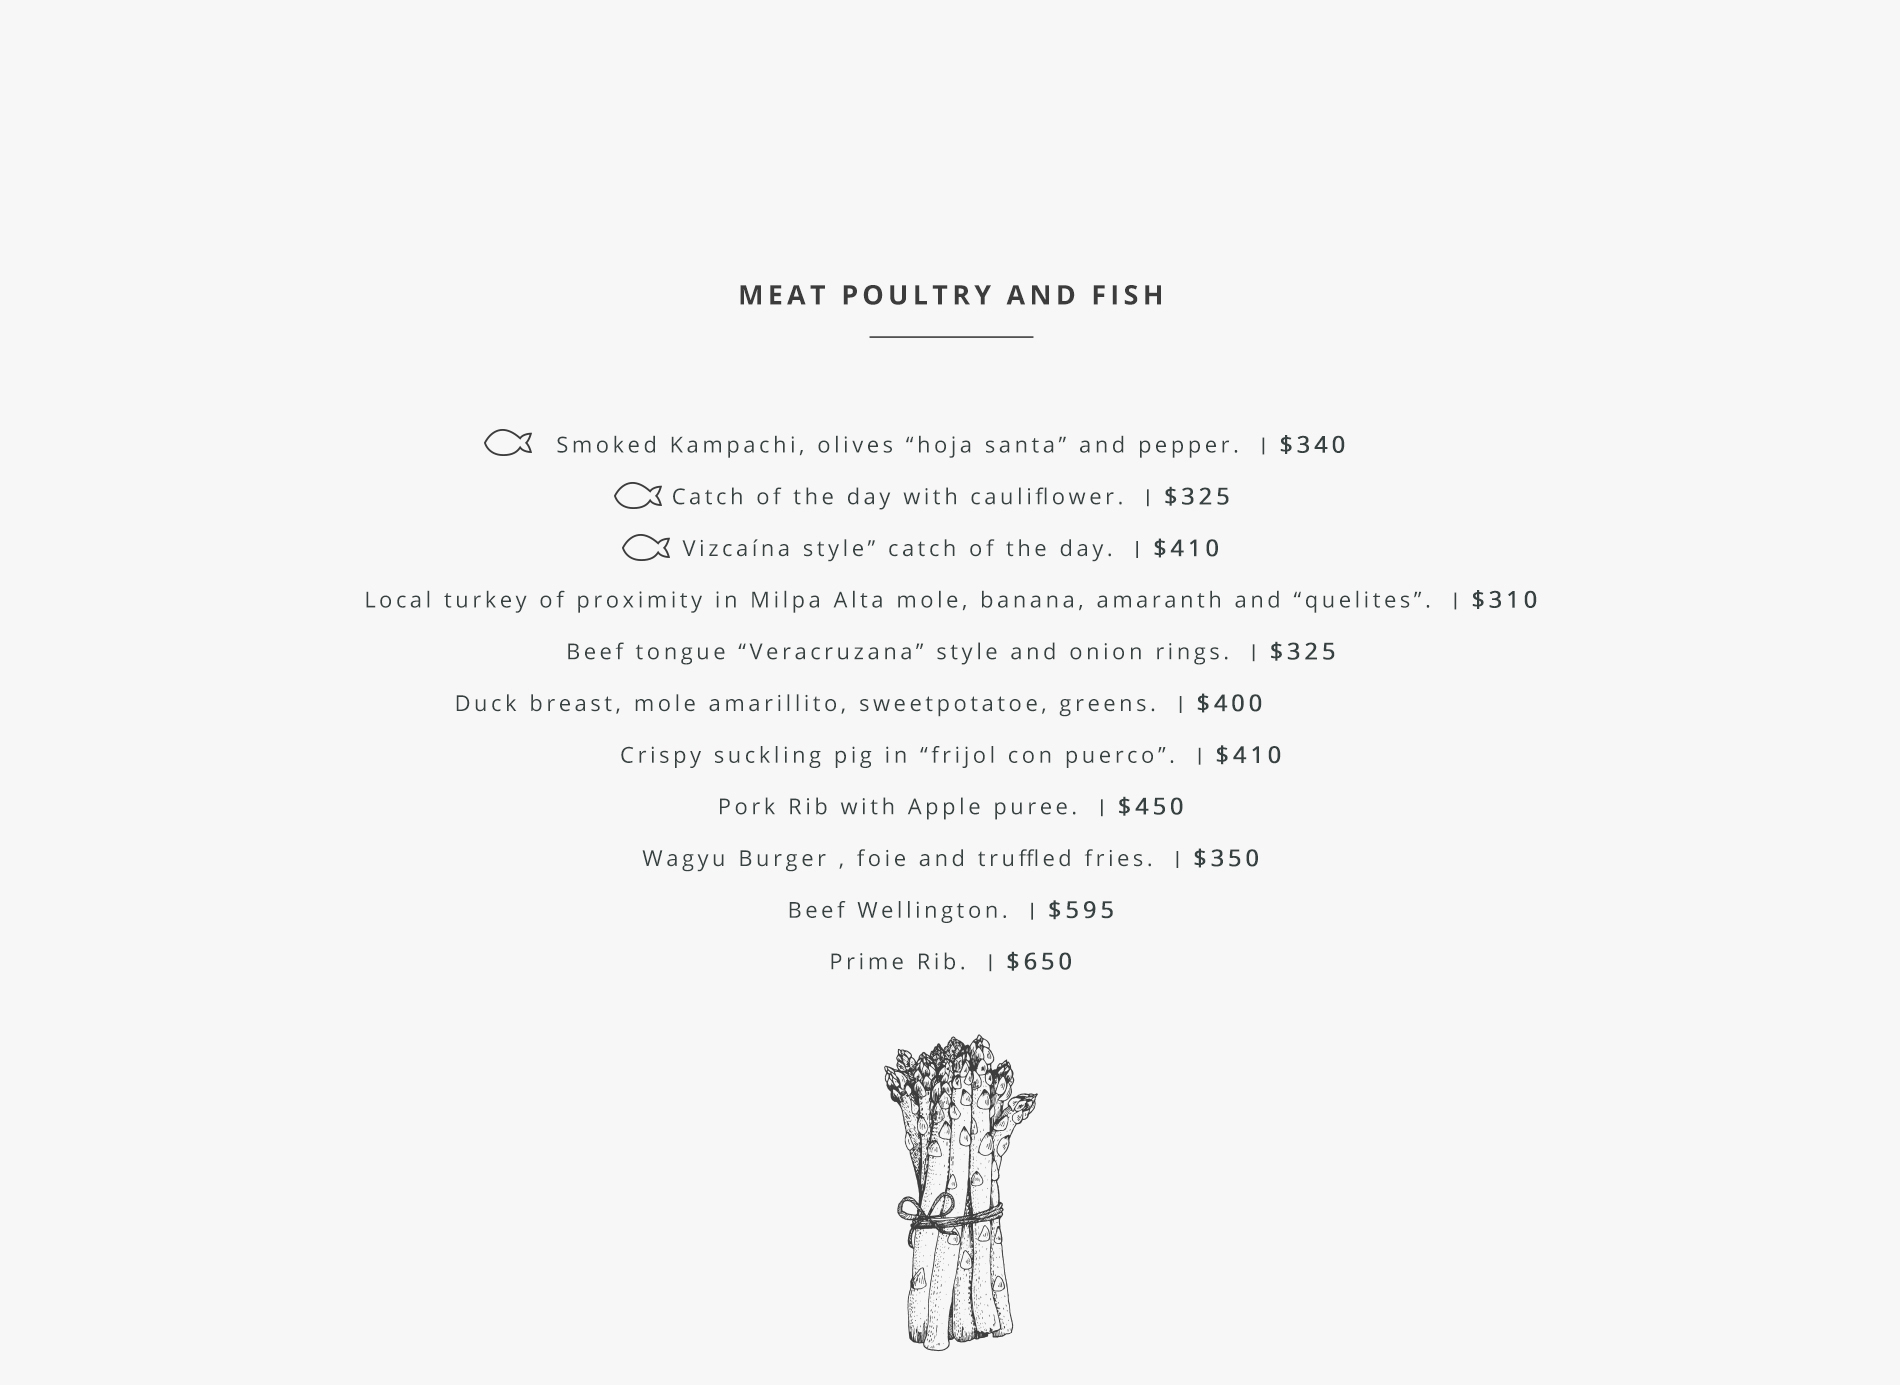 MEAT POULTRY AND FISH
Smoked Kampachi, olives “hoja santa” and pepper. | $340
Catch of the day with cauliflower. | $325
Vizcaína style” catch of the day. | $410
Local turkey of proximity in Milpa Alta mole, banana, amaranth and “quelites”. | $310
Beef tongue “Veracruzana” style and onion rings. | $325
Duck breast, mole amarillito, sweetpotatoe, greens. | $400
Crispy suckling pig in “frijol con puerco”. | $410
Pork Rib with Apple puree. | $450
Wagyu Burger , foie and truffled fries. | $350
Beef Wellington. | $595
Prime Rib. | $650